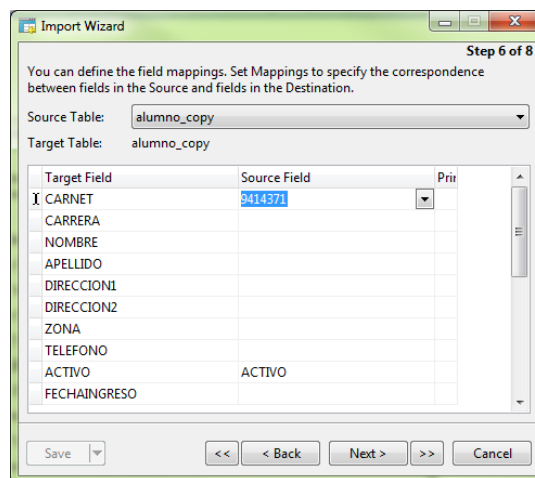 Import Wizard
Step 6 of 8
You can define the field mappings. Set Mappings to specify the correspondence
between fields in the Source and fields in the Destination.
Source Table: alumno_copy
Target Table: alumno_copy
Target Field Source Field Prir
CARNET 9414371
CARRERA
NOMBRE
APELLIDO
DIRECCION1
DIRECCION2
ZONA
TELEFONO
ACTIVO ACTIVO
FECHAINGRESO
Save << < Back Next > >> Cancel